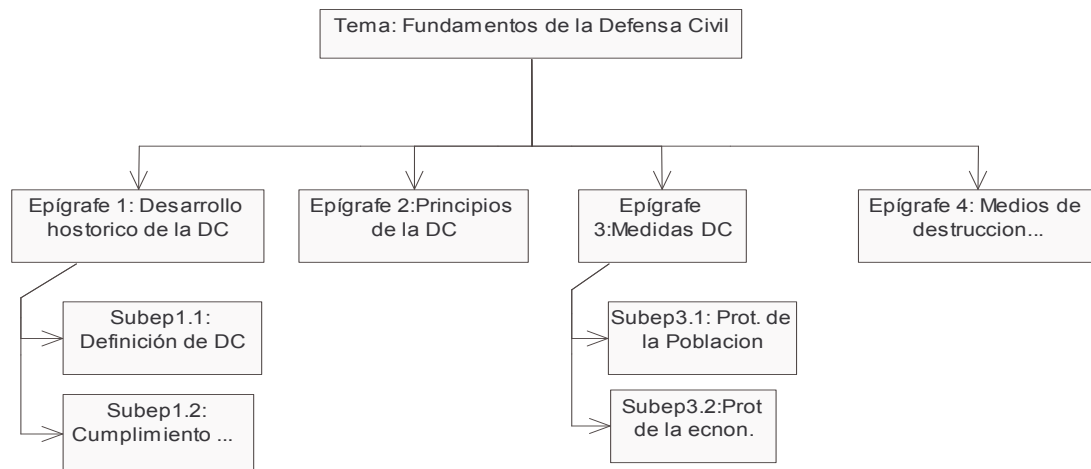 Tema: Fundamentos de la Defensa Civil
Epígrafe 1: Desarrollo
hostorico de la DC
Epígrafe 2:Principios
de la DC
Epígrafe
3:Medidas DC
Epígrafe 4: Medios de
destruccion...
Subep1.1:
Definición de DC
Subep1.2:
Cumplimiento ...
Subep3.1: Prot. de
la Poblacion
Subep3.2:Prot
de la ecnon.